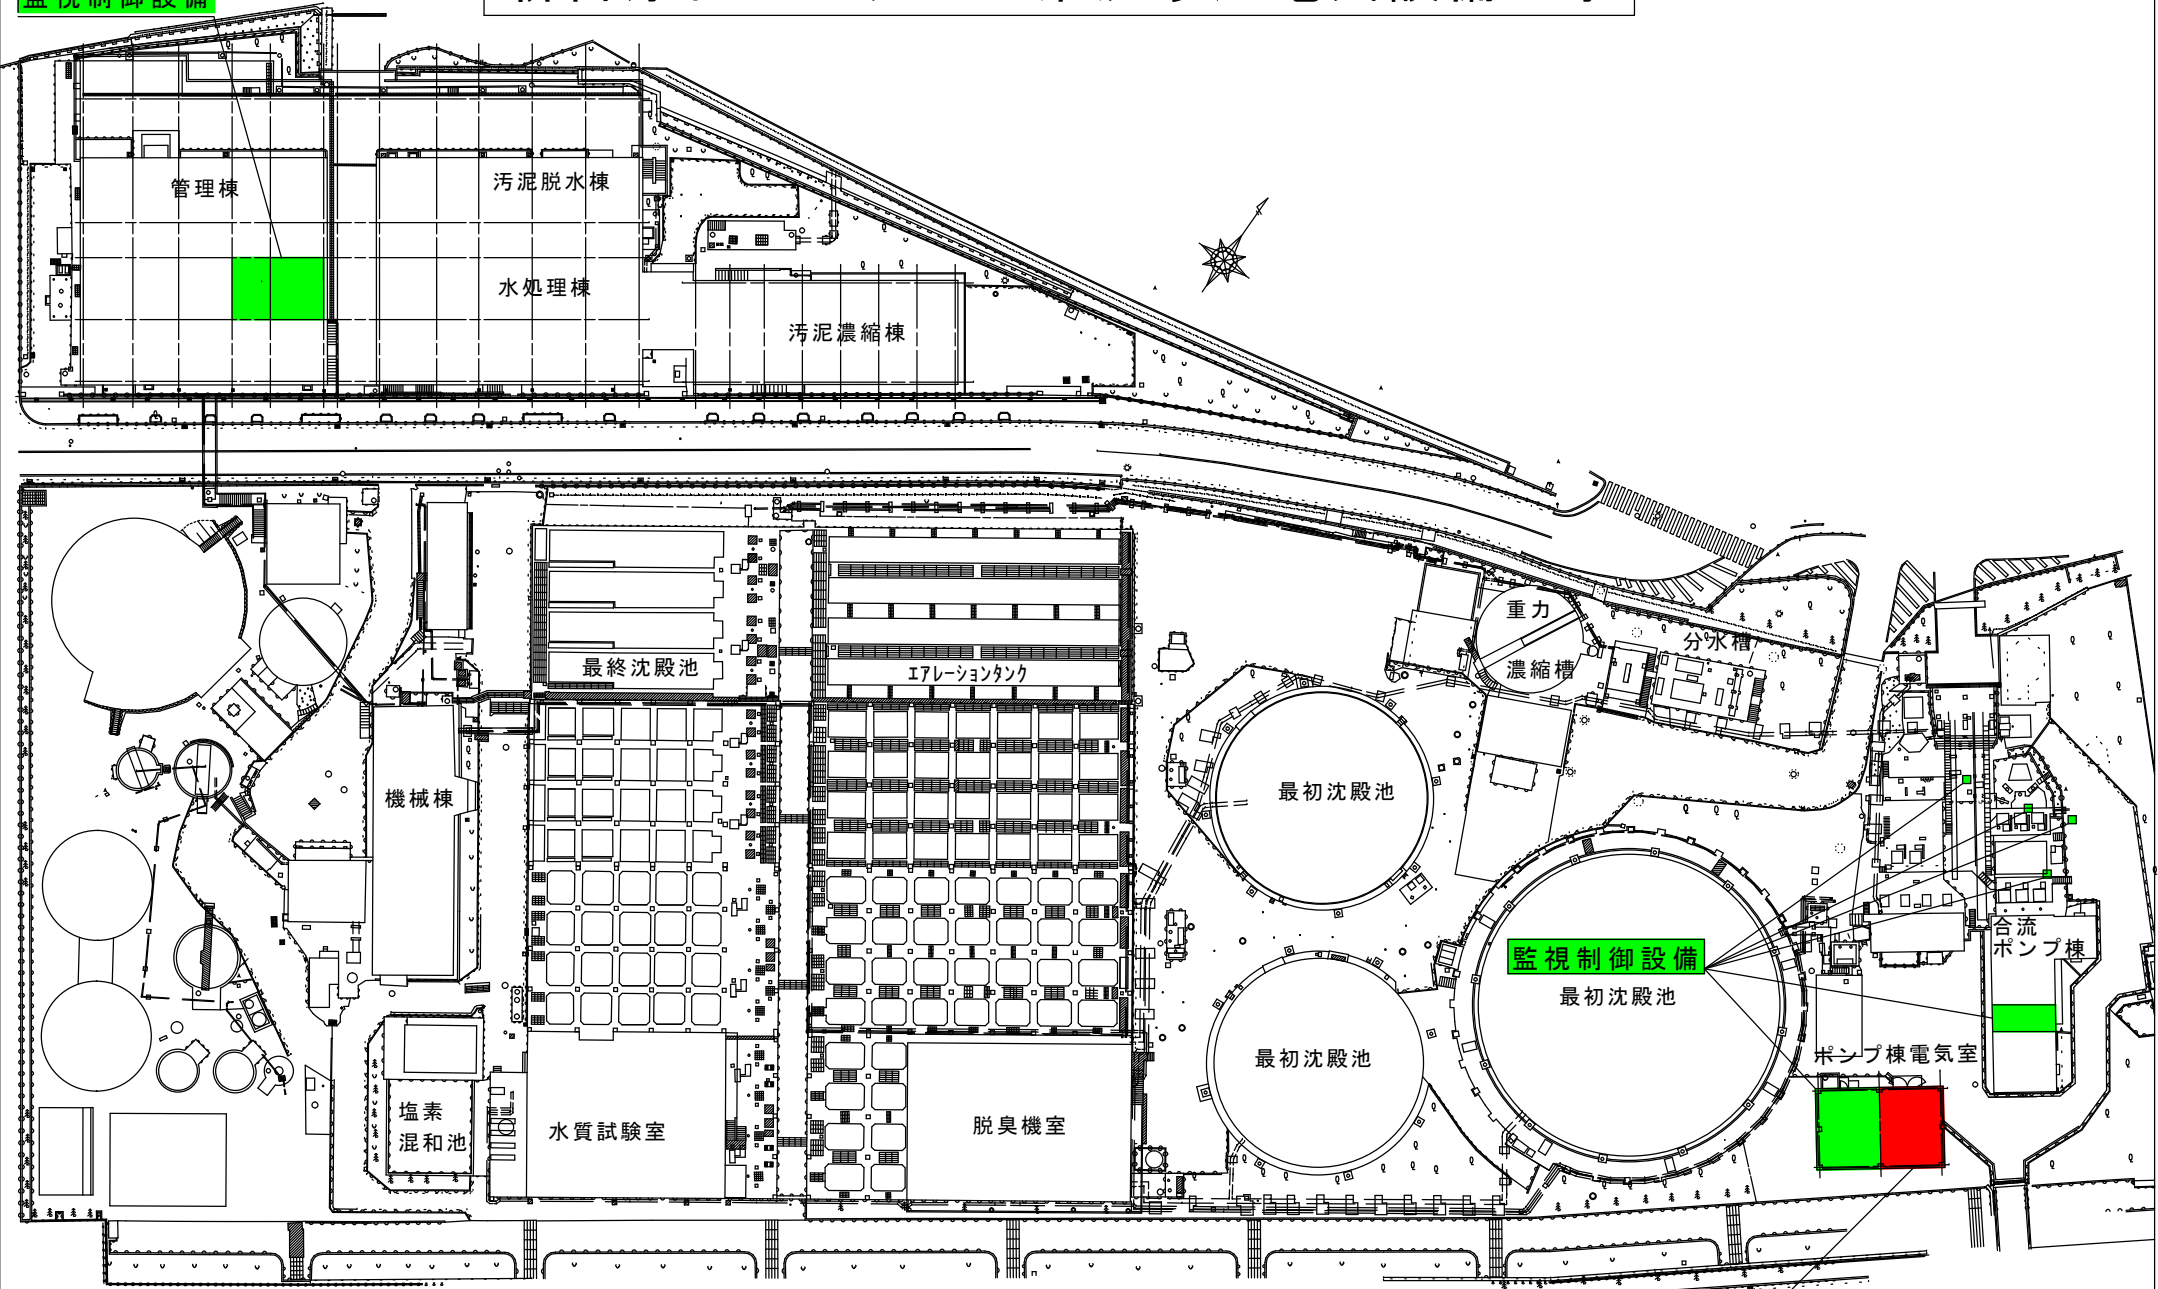 監視制御設備
管理棟
汚泥脱水棟
水処理棟
汚泥濃縮棟
重力
濃縮槽
分水槽
最終沈殿池
エアレーションタンク
機械棟
最初沈殿池
合流
ポンプ棟
監視制御設備
最初沈殿池
最初沈殿池
ポンプ棟電気室
塩素
混和池
水質試験室
脱臭機室